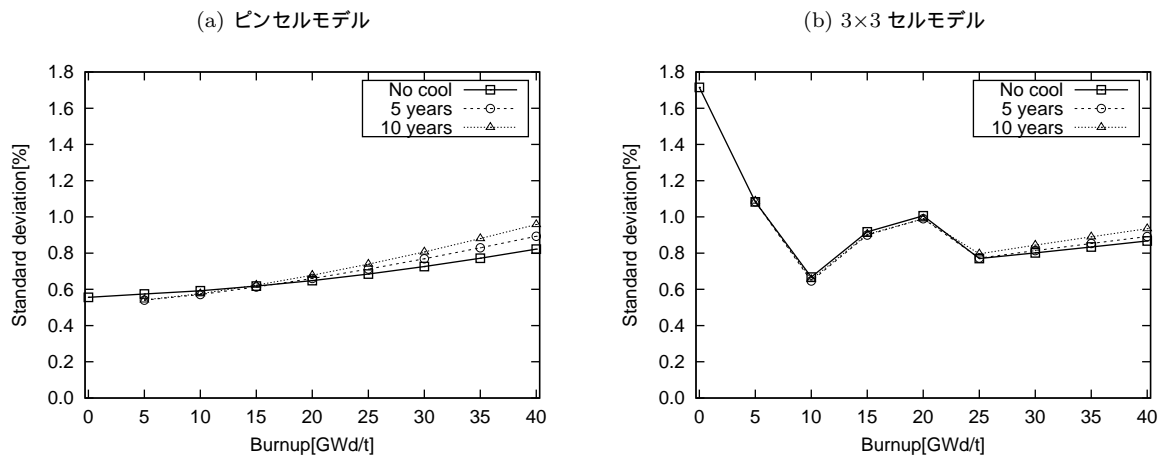 (a) ピンセルモデル
(b) 3×3 セルモデル
Standard deviation[%]
1.8
1.6
1.4
1.2
1.0
0.8
0.6
0.4
0.2
0.0
No cool
5 years
10 years
0 5 10 15 20 25 30 35 40
Burnup[GWd/t]
Standard deviation[%]
1.8
1.6
1.4
1.2
1.0
0.8
0.6
0.4
0.2
0.0
No cool
5 years
10 years
0 5 10 15 20 25 30 35 40
Burnup[GWd/t]